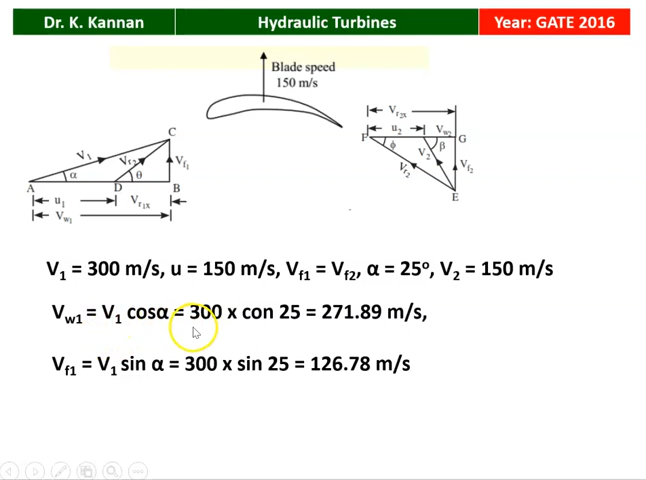 Dr. K. Kannan
Hydraulic Turbines
Year: GATE 2016
Blade speed
150 m/s
C
V1
Vr2
Vf1
α
θ
A
D
B
u1
Vr1x
Vw1
Vr2x
u2
Vw2
F
G
ϕ
β
V2
Vr2
Vf2
E
V1 = 300 m/s, u = 150 m/s, Vf1 = Vf2, α = 25°, V2 = 150 m/s
Vw1 = V1 cosα = 300 x con 25 = 271.89 m/s,
Vf1 = V1 sin α = 300 x sin 25 = 126.78 m/s